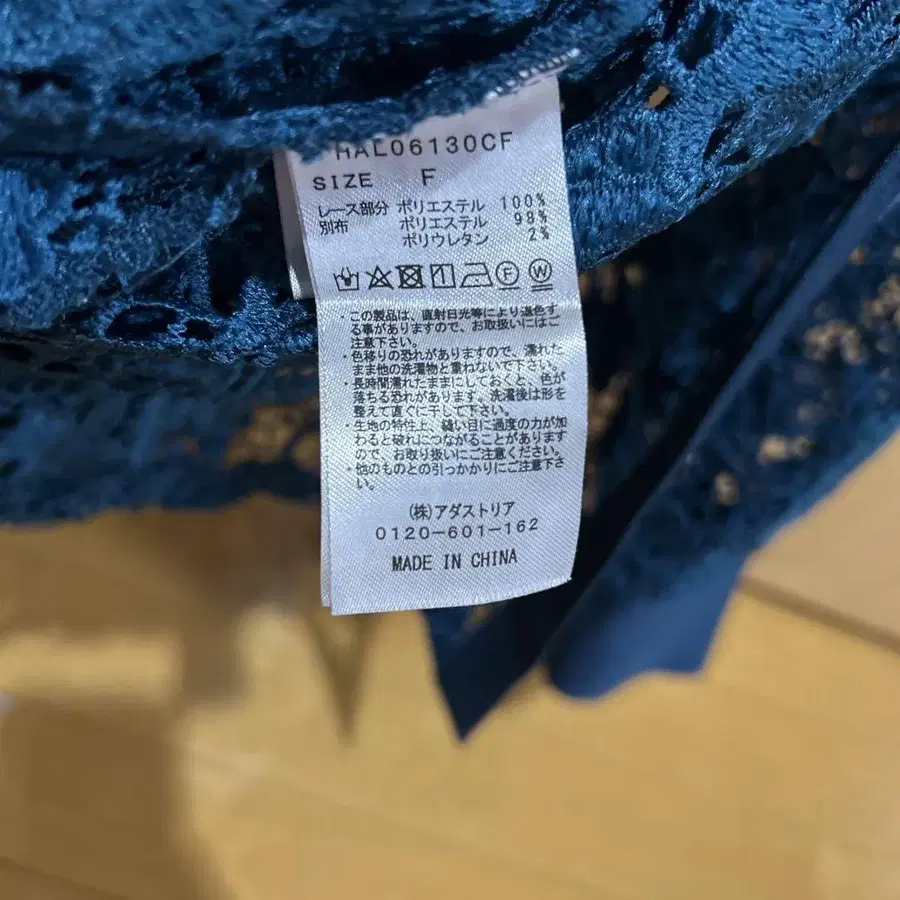 HAL06130CF
SIZE F
レース部分 ポリエステル 100%
別布 ポリエステル 98%
ポリウレタン 2%
・この製品は、直射日光等により退色す
る事がありますので、お取扱いにはご
注意下さい。
・色移りの恐れがありますので、濡れた
まま他の洗濯物と重ねないで下さい。
・長時間濡れたままにしておくと、色が
落ちる恐れがあります。洗濯後は形を
整えて直ぐに干して下さい。
・生地の特性上、縫い目に過度の力が加
わると破れにつながることがあります
ので、お取り扱いにご注意ください。
・他のものとの引っかかりにご注意下さ
い。
(株)アダストリア
0120-601-162
MADE IN CHINA